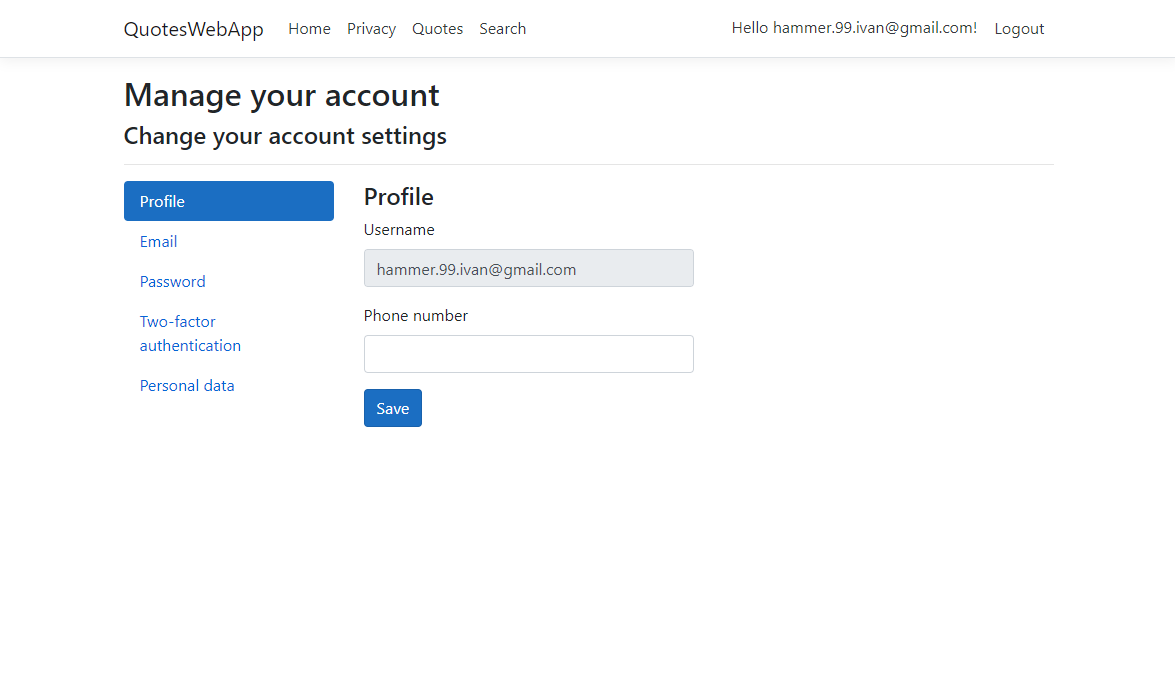 QuotesWebApp Home Privacy Quotes Search Hello hammer.99.ivan@gmail.com! Logout
Manage your account
Change your account settings
Profile
Email
Password
Two-factor
authentication
Personal data
Profile
Username
hammer.99.ivan@gmail.com
Phone number
Save